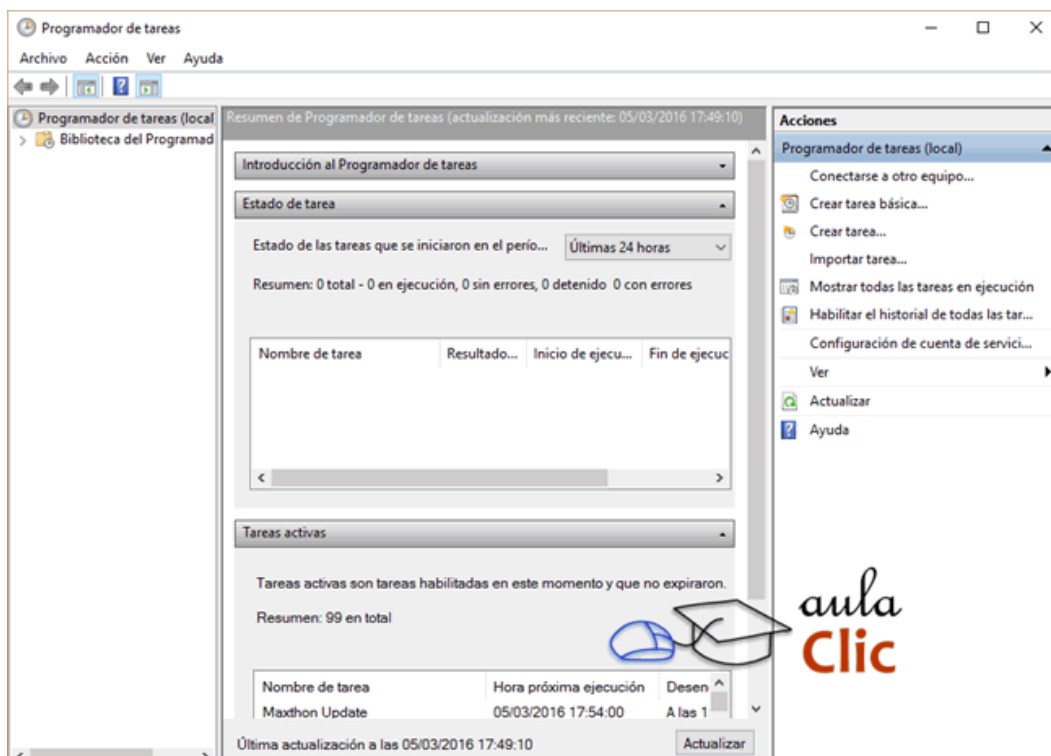 Programador de tareas
Archivo Acción Ver Ayuda
Programador de tareas (local
Biblioteca del Programad
Resumen de Programador de tareas (actualización más reciente: 05/03/2016 17:49:10)
Introducción al Programador de tareas
Estado de tarea
Estado de las tareas que se iniciaron en el perío... Últimas 24 horas
Resumen: 0 total - 0 en ejecución, 0 sin errores, 0 detenido 0 con errores
Nombre de tarea Resultado... Inicio de ejecu... Fin de ejecuc
Tareas activas
Tareas activas son tareas habilitadas en este momento y que no expiraron.
Resumen: 99 en total
Nombre de tarea Hora próxima ejecución Desen
Maxthon Update 05/03/2016 17:54:00 A las 1
Última actualización a las 05/03/2016 17:49:10 Actualizar
Acciones
Programador de tareas (local)
Conectarse a otro equipo...
Crear tarea básica...
Crear tarea...
Importar tarea...
Mostrar todas las tareas en ejecución
Habilitar el historial de todas las tar...
Configuración de cuenta de servici...
Ver
Actualizar
Ayuda
aula
Clic